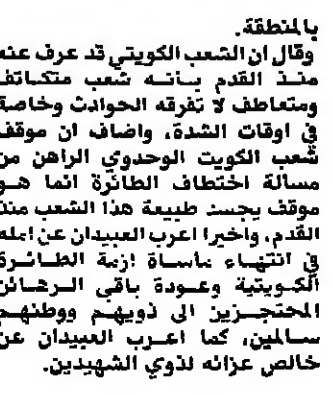 بالمنطقة.
وقال ان الشعب الكويتي قد عرف عنه
منذ القدم بأنه شعب متكاتف
ومتعاطف لا تفرقه الحوادث وخاصة
في اوقات الشدة، واضاف ان موقف
شعب الكويت الوحدوي الراهن من
مسألة اختطاف الطائرة انما هو
موقف يجسد طبيعة هذا الشعب منذ
القدم، واخيرا اعرب العبيدان عن امله
في انتهاء مأساة ازمة الطائرة
الكويتية وعودة باقي الرهائن
المحتجزين الى ذويهم ووطنهم
سالمين، كما اعرب العبيدان عن
خالص عزائه لذوي الشهيدين.